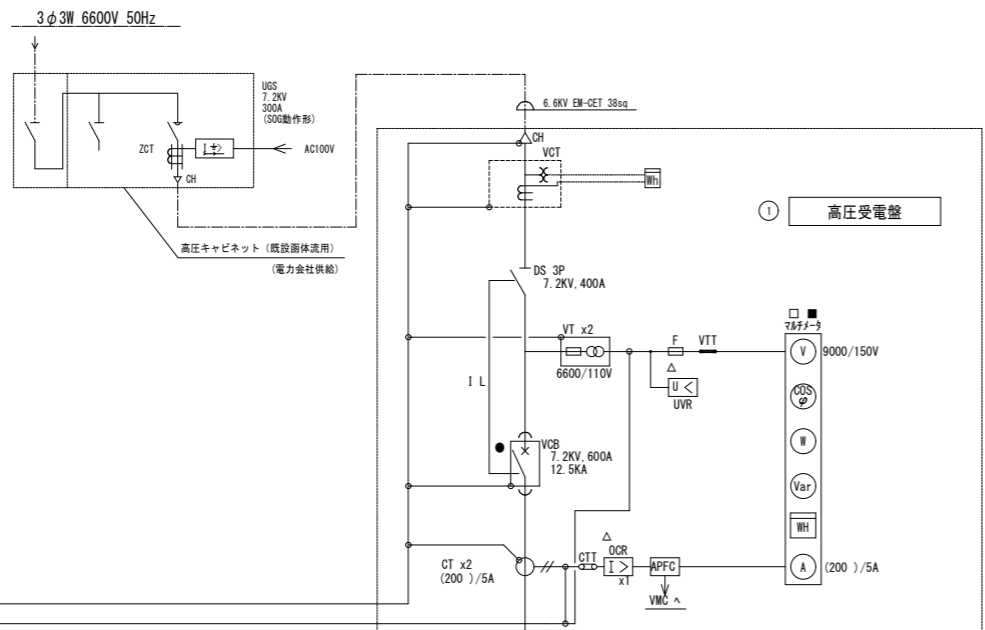 3φ3W 6600V 50Hz
UGS
7.2KV
300A
(SOG動作形)
ZCT
I⏚>
AC100V
CH
高圧キャビネット (既設函体流用)
(電力会社供給)
6.6KV EM-CET 38sq
CH
VCT
Wh
① 高圧受電盤
DS 3P
7.2KV,400A
VT x2
6600/110V
F
VTT
△
U <
UVR
□ ■
マルチメータ
V
9000/150V
COSφ
W
Var
WH
A
(200 )/5A
I L
VCB
7.2KV,600A
12.5KA
CT x2
(200 )/5A
CTT
△
OCR
I >
x1
APFC
VMC へ